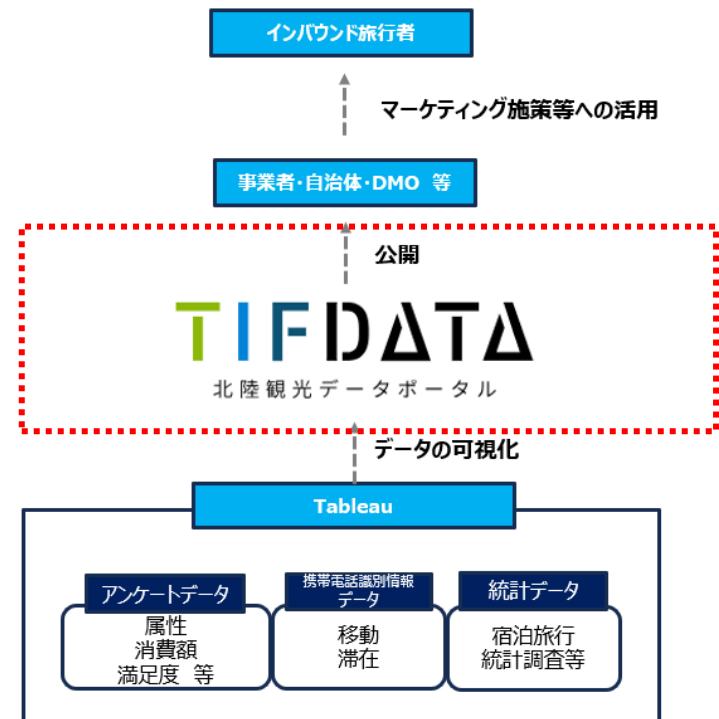 インバウンド旅行者
マーケティング施策等への活用
事業者・自治体・DMO 等
公開
TIFDATA
北陸観光データポータル
データの可視化
Tableau
アンケートデータ
属性
消費額
満足度 等
携帯電話識別情報
データ
移動
滞在
統計データ
宿泊旅行
統計調査等